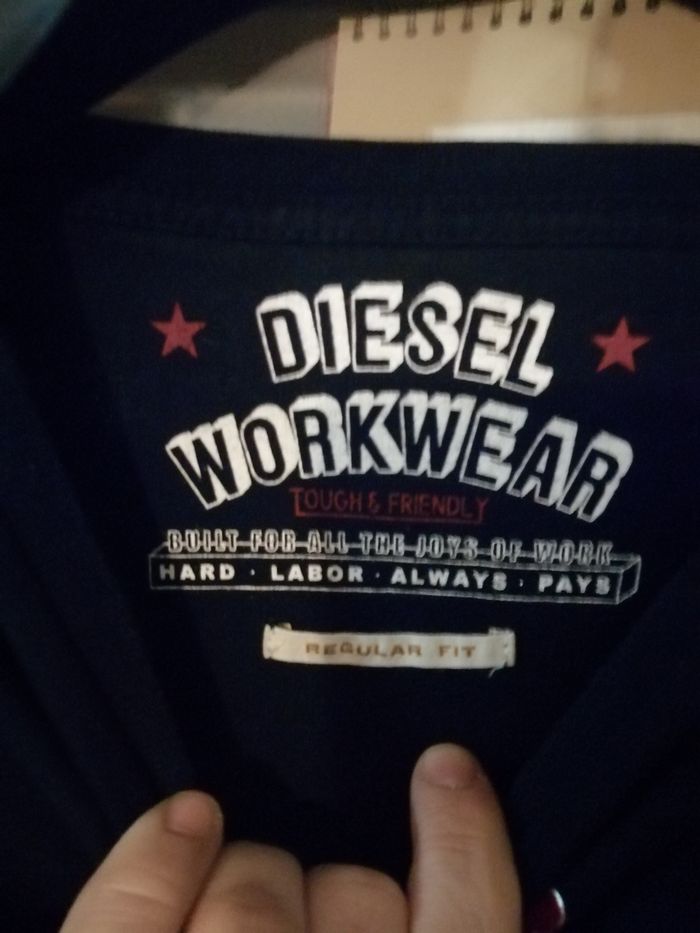 DIESEL
WORKWEAR
TOUGH & FRIENDLY
BUILT FOR ALL THE JOYS OF WORK
HARD · LABOR · ALWAYS · PAYS
REGULAR FIT